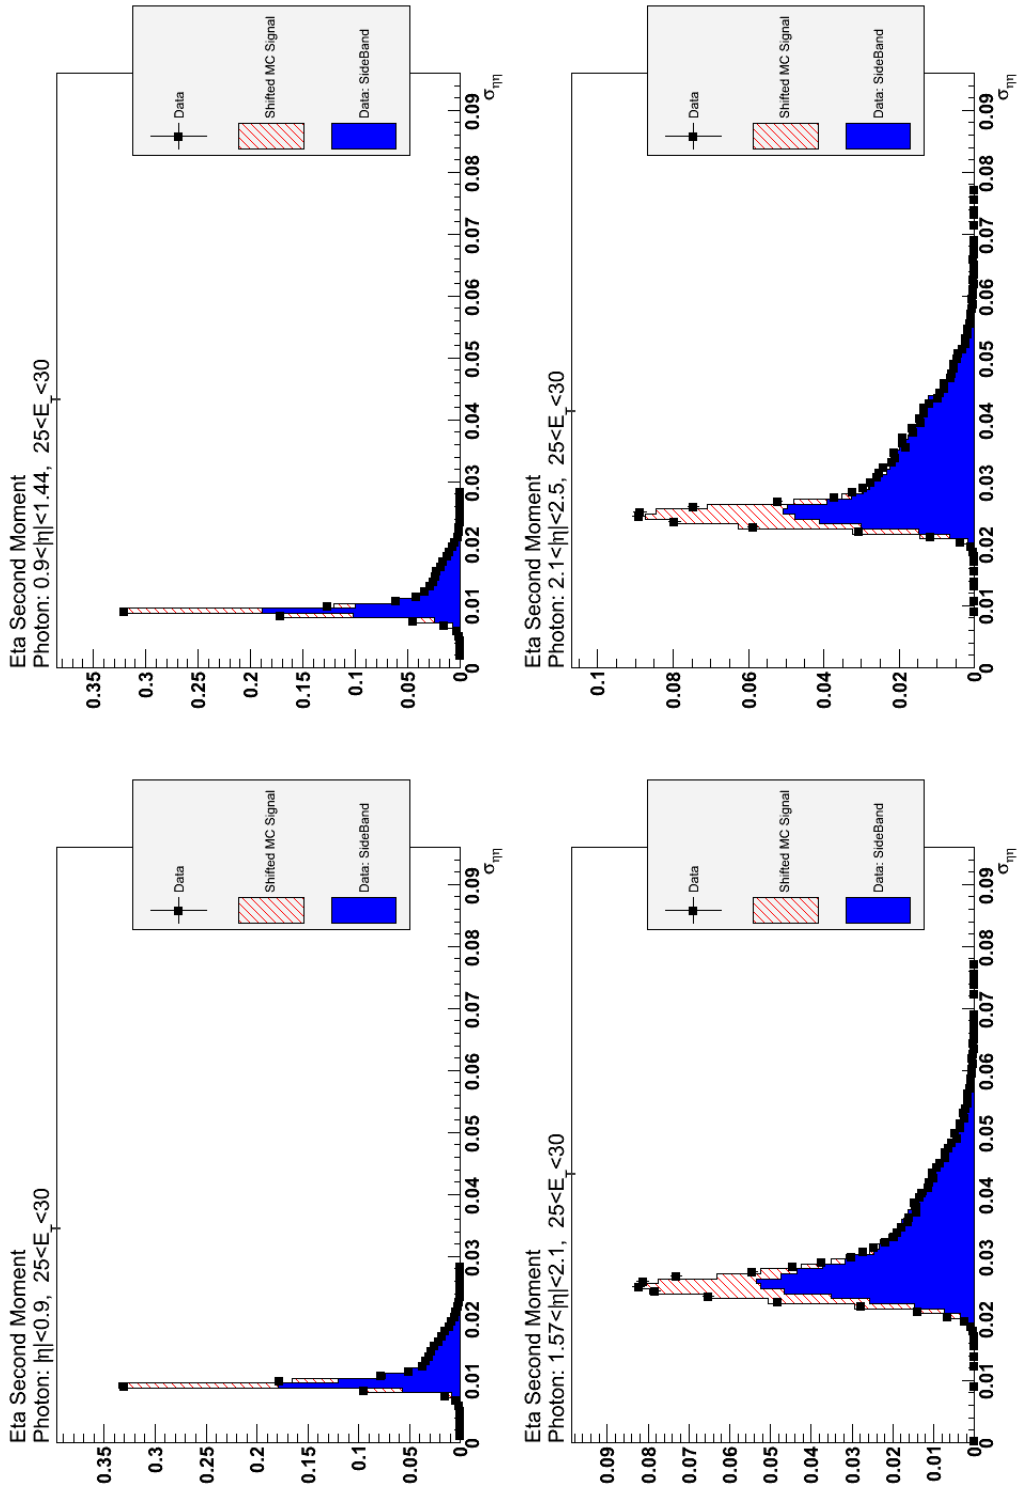 Eta Second Moment
Photon: |η|<0.9, 25<E_T<30
0.35
0.3
0.25
0.2
0.15
0.1
0.05
0
0 0.01 0.02 0.03 0.04 0.05 0.06 0.07 0.08 0.09
σηη
Data
Shifted MC Signal
Data: SideBand
Eta Second Moment
Photon: 0.9<|η|<1.44, 25<E_T<30
0.35
0.3
0.25
0.2
0.15
0.1
0.05
0
0 0.01 0.02 0.03 0.04 0.05 0.06 0.07 0.08 0.09
σηη
Data
Shifted MC Signal
Data: SideBand
Eta Second Moment
Photon: 1.57<|η|<2.1, 25<E_T<30
0.09
0.08
0.07
0.06
0.05
0.04
0.03
0.02
0.01
0
0 0.01 0.02 0.03 0.04 0.05 0.06 0.07 0.08 0.09
σηη
Data
Shifted MC Signal
Data: SideBand
Eta Second Moment
Photon: 2.1<|η|<2.5, 25<E_T<30
0.1
0.08
0.06
0.04
0.02
0
0 0.01 0.02 0.03 0.04 0.05 0.06 0.07 0.08 0.09
σηη
Data
Shifted MC Signal
Data: SideBand